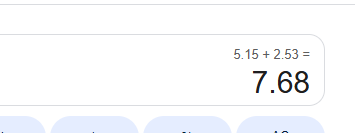 5.15 + 2.53 =
7.68